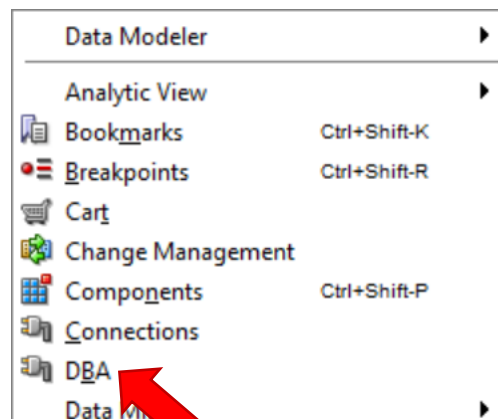 Data Modeler
Analytic View
Bookmarks Ctrl+Shift-K
Breakpoints Ctrl+Shift-R
Cart
Change Management
Components Ctrl+Shift-P
Connections
DBA
Data